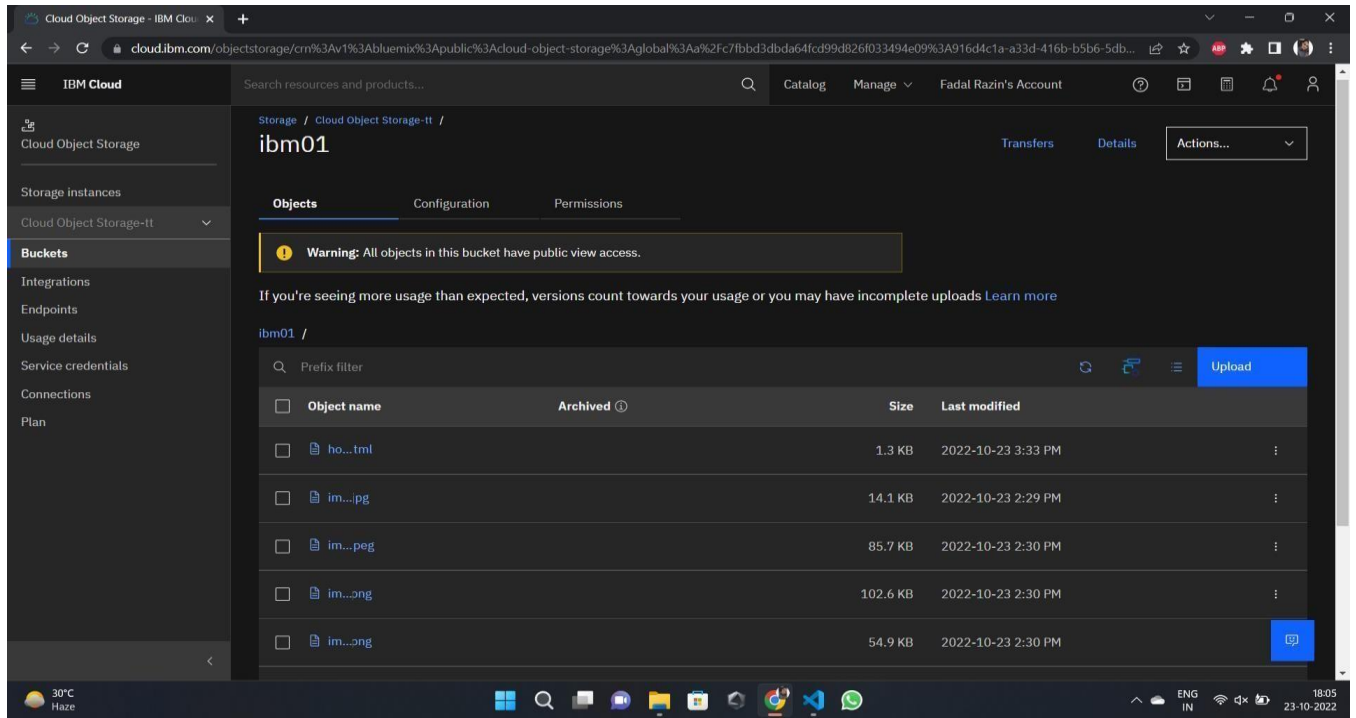 Cloud Object Storage - IBM Clou
cloud.ibm.com/objectstorage/crn%3Av1%3Abluemix%3Apublic%3Acloud-object-storage%3Aglobal%3Aa%2Fc7fbbd3dbda64fcd99d826f033494e09%3A916d4c1a-a33d-416b-b5b6-5db...
ABP
IBM Cloud
Search resources and products...
Catalog
Manage
Fadal Razin's Account
Cloud Object Storage
Storage instances
Cloud Object Storage-tt
Buckets
Integrations
Endpoints
Usage details
Service credentials
Connections
Plan
Storage / Cloud Object Storage-tt /
ibm01
Transfers
Details
Actions...
Objects
Configuration
Permissions
Warning: All objects in this bucket have public view access.
If you're seeing more usage than expected, versions count towards your usage or you may have incomplete uploads Learn more
ibm01 /
Prefix filter
Upload
Object name Archived Size Last modified
ho...tml 1.3 KB 2022-10-23 3:33 PM
im...jpg 14.1 KB 2022-10-23 2:29 PM
im...peg 85.7 KB 2022-10-23 2:30 PM
im...png 102.6 KB 2022-10-23 2:30 PM
im...png 54.9 KB 2022-10-23 2:30 PM
30°C
Haze
ENG
IN
18:05
23-10-2022